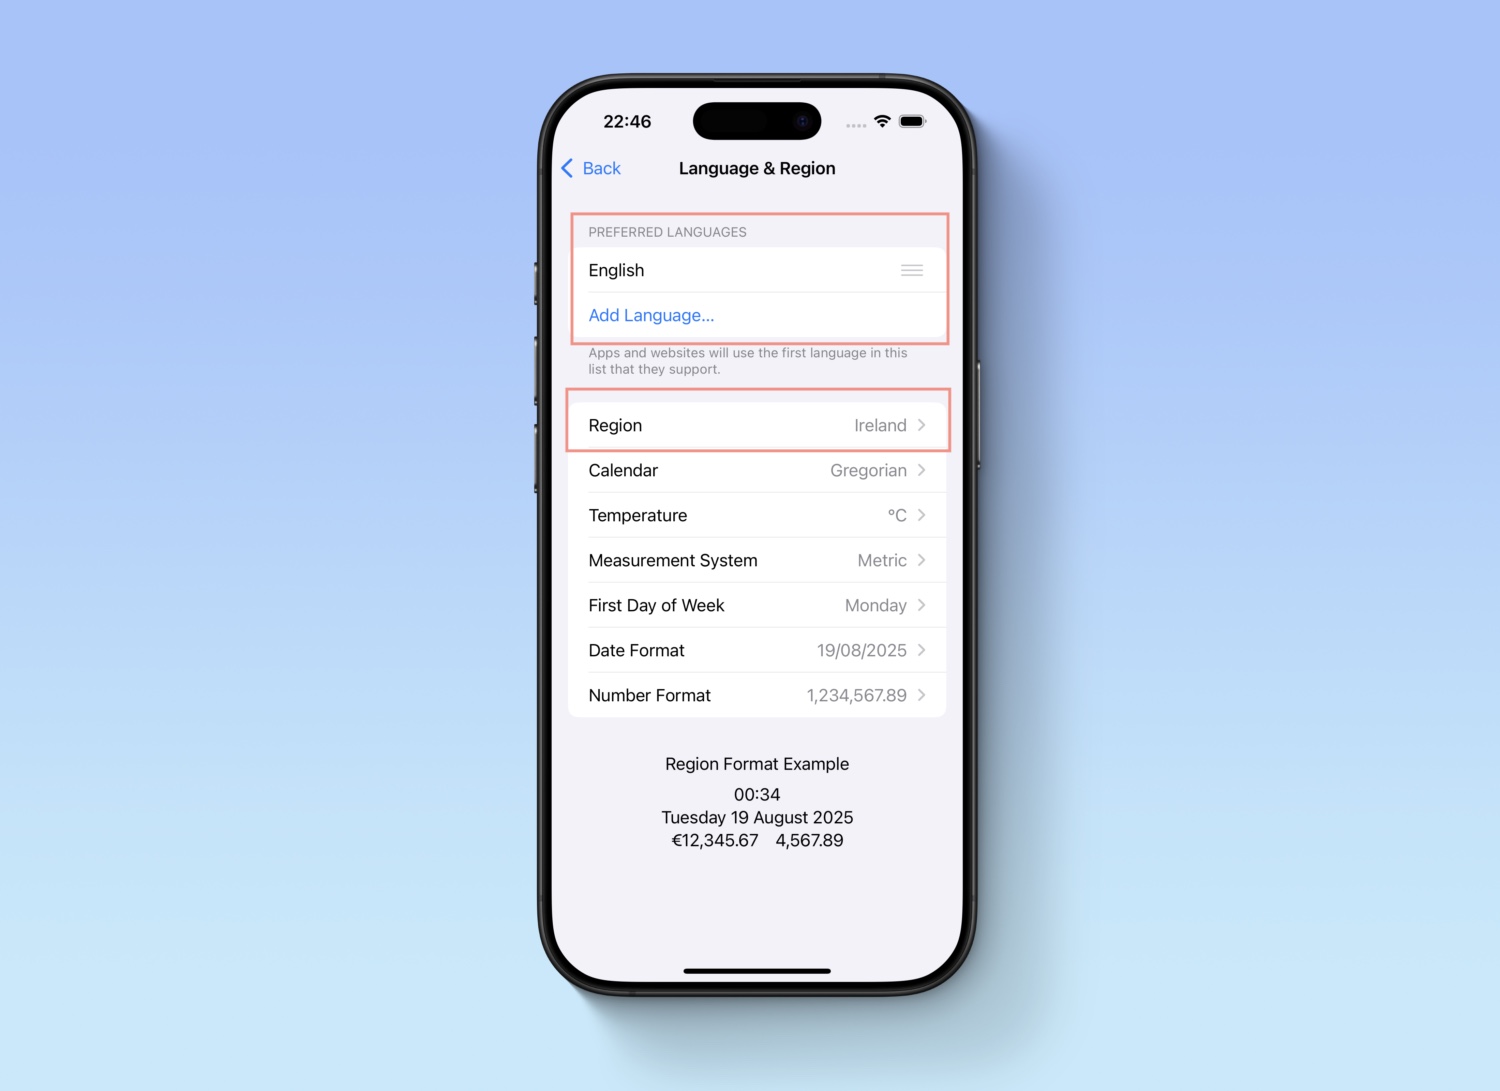 22:46
Back
Language & Region
PREFERRED LANGUAGES
English
Add Language...
Apps and websites will use the first language in this
list that they support.
Region Ireland
Calendar Gregorian
Temperature °C
Measurement System Metric
First Day of Week Monday
Date Format 19/08/2025
Number Format 1,234,567.89
Region Format Example
00:34
Tuesday 19 August 2025
€12,345.67 4,567.89